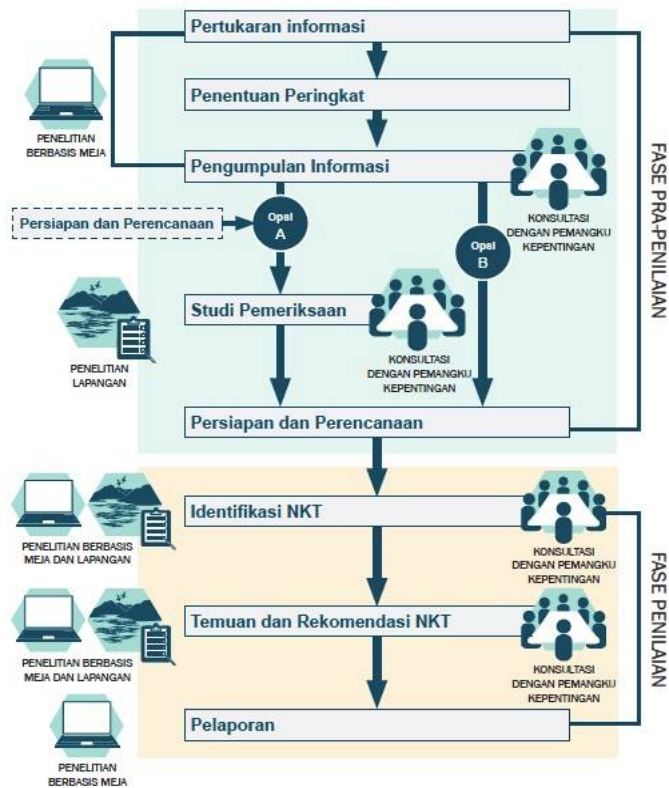 Pertukaran informasi
PENELITIAN
BERBASIS MEJA
Penentuan Peringkat
Pengumpulan Informasi
KONSULTASI
DENGAN PEMANGKU
KEPENTINGAN
Persiapan dan Perencanaan
Opsi
A
Opsi
B
FASE PRA-PENILAIAN
Studi Pemeriksaan
KONSULTASI
DENGAN PEMANGKU
KEPENTINGAN
PENELITIAN
LAPANGAN
Persiapan dan Perencanaan
Identifikasi NKT
PENELITIAN BERBASIS
MEJA DAN LAPANGAN
KONSULTASI
DENGAN PEMANGKU
KEPENTINGAN
FASE PENILAIAN
Temuan dan Rekomendasi NKT
PENELITIAN BERBASIS
MEJA DAN LAPANGAN
KONSULTASI
DENGAN PEMANGKU
KEPENTINGAN
Pelaporan
PENELITIAN
BERBASIS MEJA